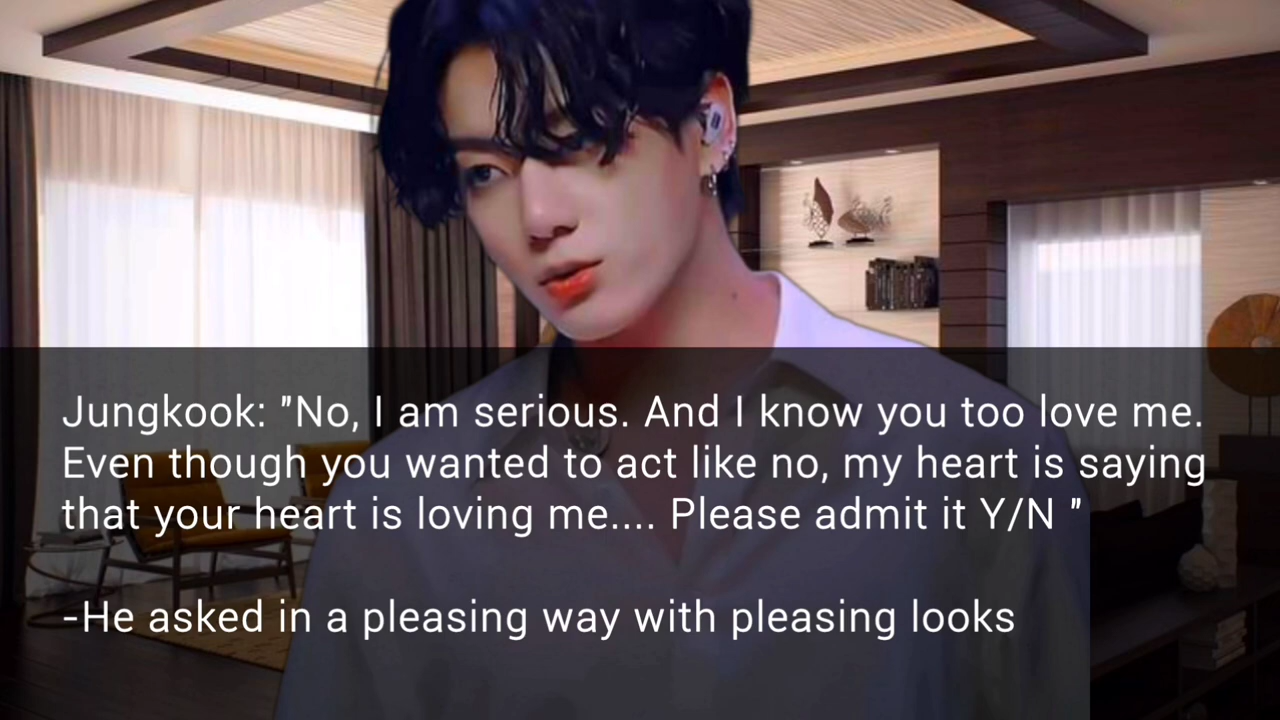 Jungkook: "No, I am serious. And I know you too love me.
Even though you wanted to act like no, my heart is saying
that your heart is loving me.... Please admit it Y/N "
-He asked in a pleasing way with pleasing looks